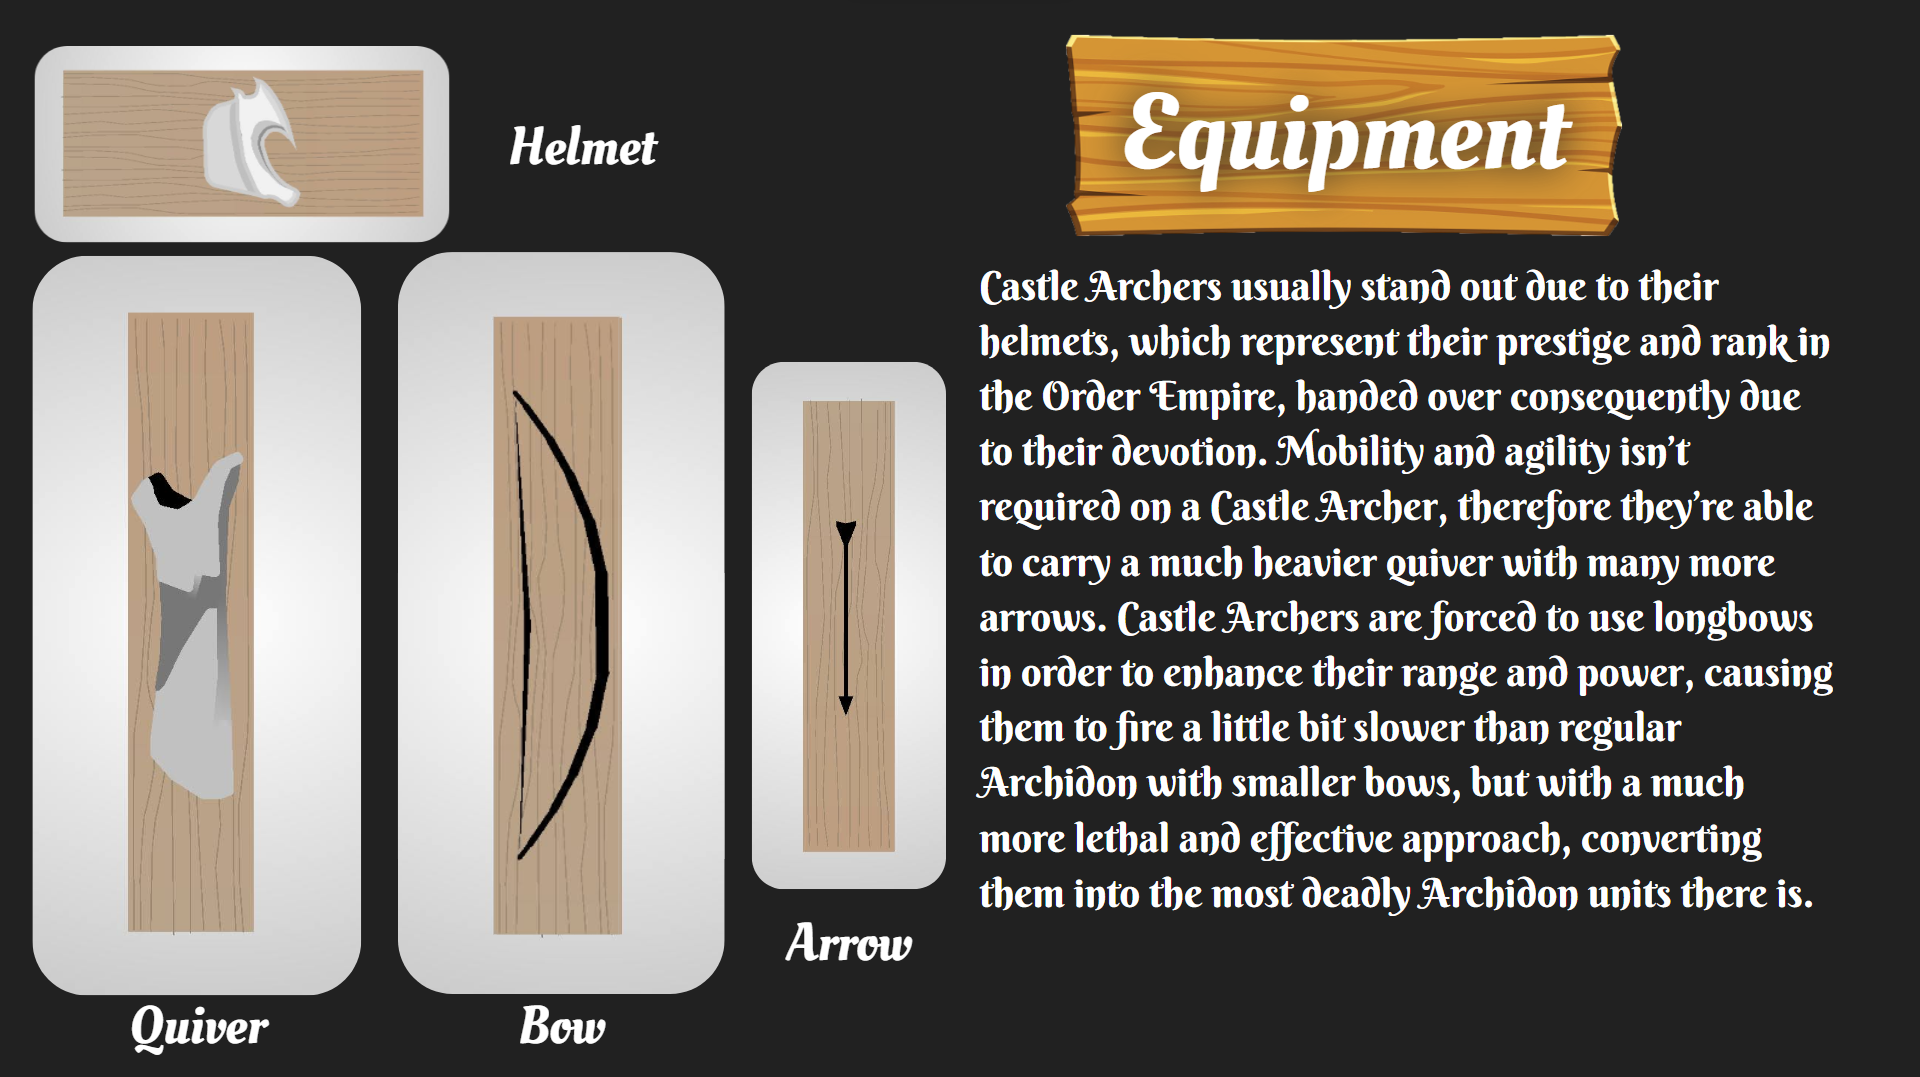 Helmet
Equipment
Castle Archers usually stand out due to their
helmets, which represent their prestige and rank in
the Order Empire, handed over consequently due
to their devotion. Mobility and agility isn't
required on a Castle Archer, therefore they're able
to carry a much heavier quiver with many more
arrows. Castle Archers are forced to use longbows
in order to enhance their range and power, causing
them to fire a little bit slower than regular
Archidon with smaller bows, but with a much
more lethal and effective approach, converting
them into the most deadly Archidon units there is.
Arrow
Quiver
Bow